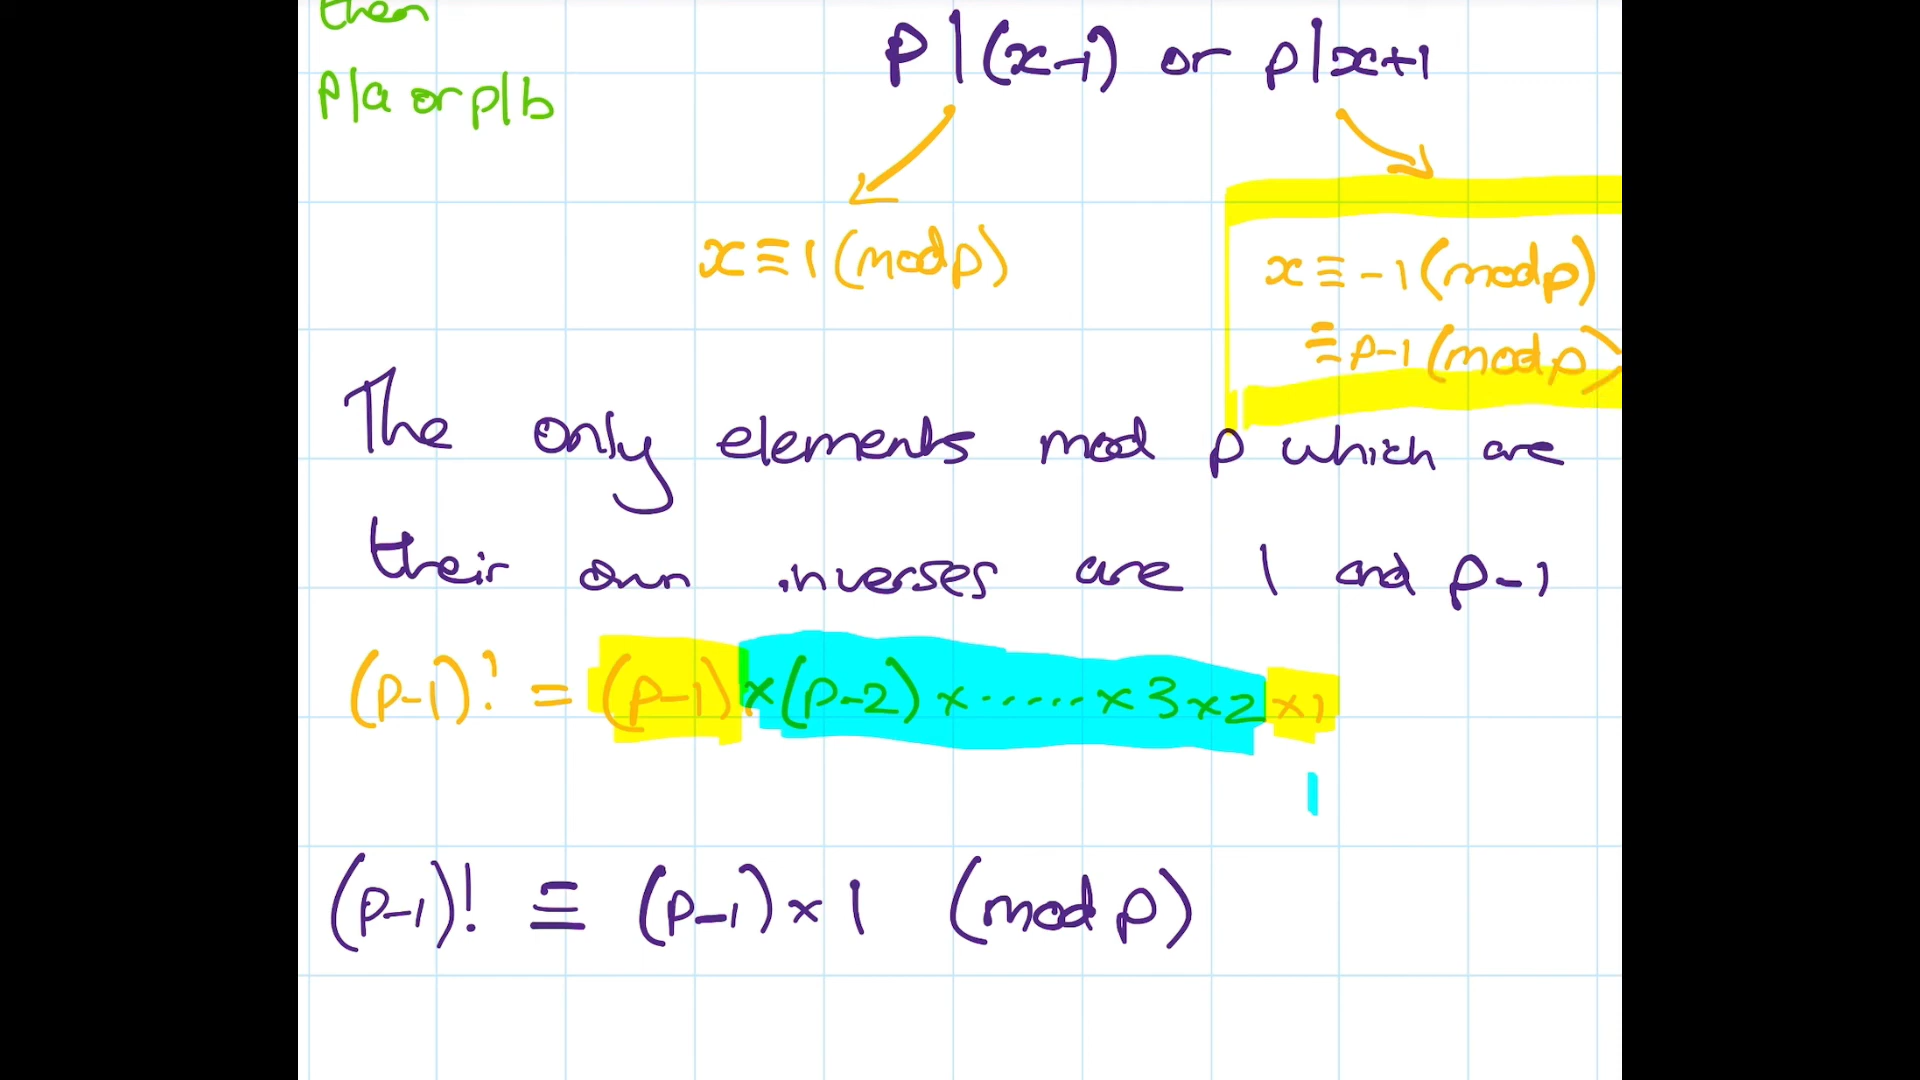 then
p|a or p|b
p|(x-1) or p|x+1
x≡1(mod p)
x≡-1(mod p)
≡p-1(mod p)
The only elements mod p which are
their own inverses are 1 and p-1
(p-1)! = (p-1)×(p-2)×......×3×2×1
1
(p-1)! ≡ (p-1)×1 (mod p)